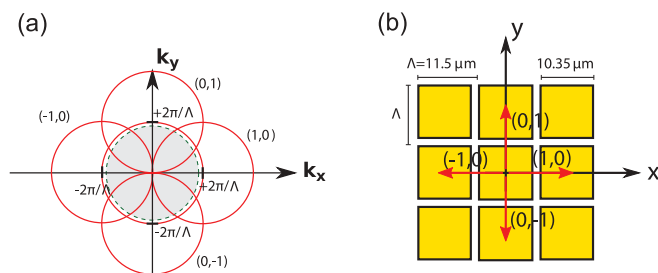 (a)
k_y
(0,1)
(-1,0)
+2π/Λ
(1,0)
-2π/Λ
+2π/Λ
k_x
-2π/Λ
(0,-1)
(b)
y
Λ=11.5 µm
10.35 µm
Λ
(0,1)
(-1,0)
(1,0)
x
(0,-1)